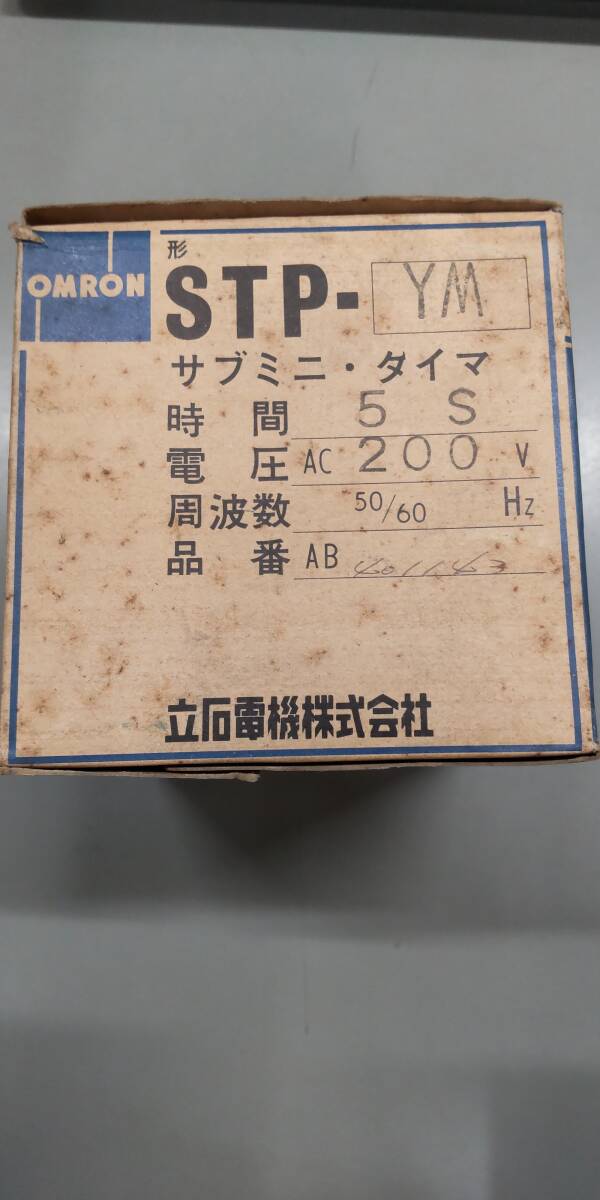 OMRON
形
STP-YM
サブミニ・タイマ
時間 5 S
電圧 AC 200 V
周波数 50/60 Hz
品番 AB 401143
立石電機株式会社